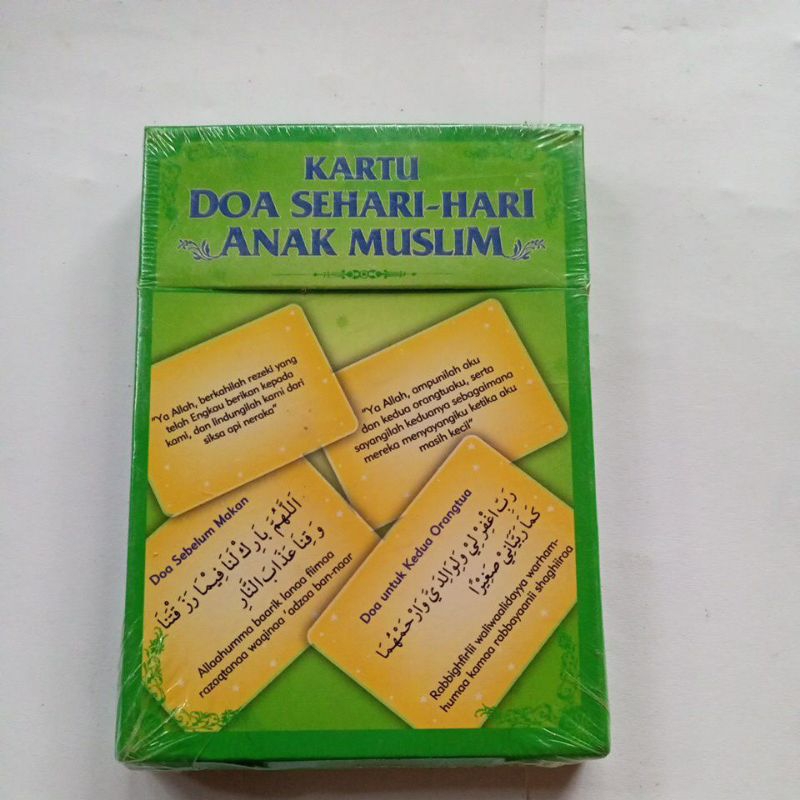 KARTU
DOA SEHARI-HARI
ANAK MUSLIM
"Ya Allah, berkahilah rezeki yang
telah Engkau berikan kepada
kami, dan lindungilah kami dari
siksa api neraka"
"Ya Allah, ampunilah aku
dan kedua orangtuaku, serta
sayangilah keduanya sebagaimana
mereka menyayangiku ketika aku
masih kecil"
Doa Sebelum Makan
اَللّٰهُمَّ بَارِكْ لَنَا فِيْمَا رَزَقْتَنَا
وَقِنَا عَذَابَ النَّارِ
Allaahumma baarik lanaa fiimaa
razaqtanaa waqinaa 'adzaa ban-naar
Doa untuk Kedua Orangtua
رَبِّ اغْفِرْلِيْ وَلِوَالِدَيَّ وَارْحَمْهُمَا
كَمَا رَبَّيَانِيْ صَغِيْرًا
Rabbighfirlii waliwaalidayya warham-
humaa kamaa rabbayaanii shaghiiraa